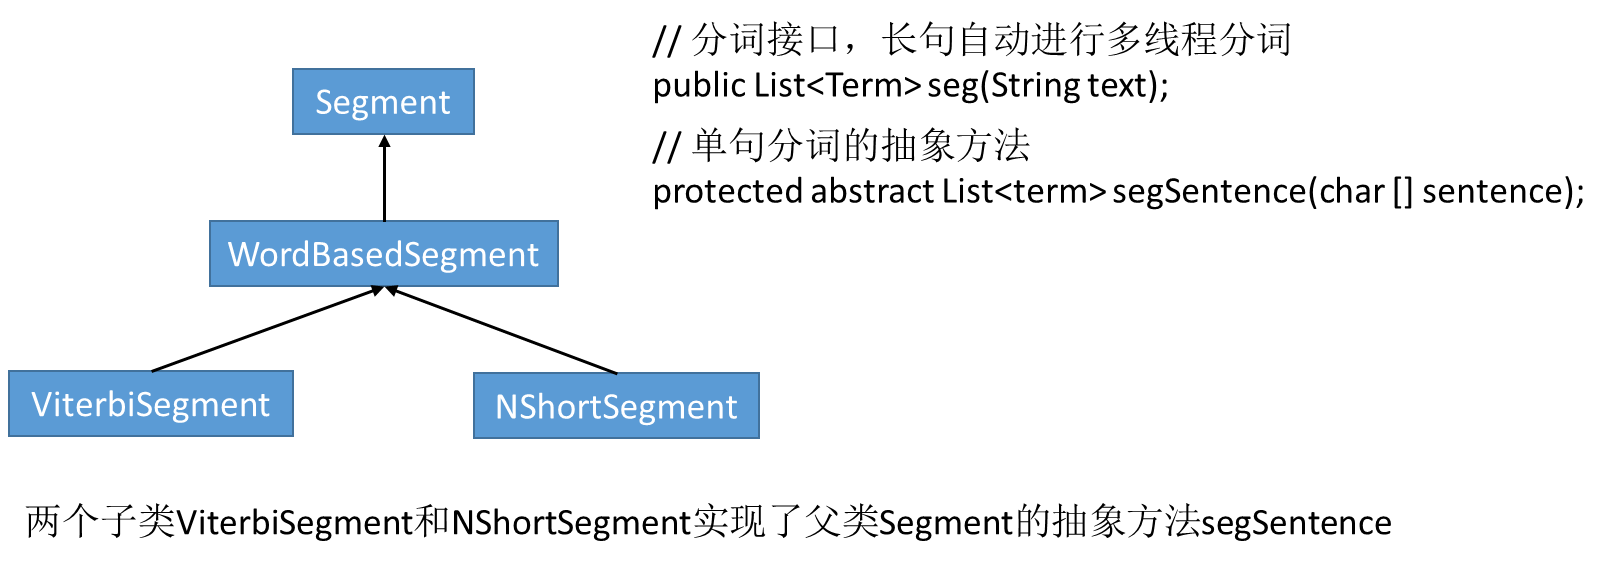 // 分词接口，长句自动进行多线程分词
public List<Term> seg(String text);
// 单句分词的抽象方法
protected abstract List<term> segSentence(char [] sentence);
Segment
WordBasedSegment
ViterbiSegment
NShortSegment
两个子类ViterbiSegment和NShortSegment实现了父类Segment的抽象方法segSentence